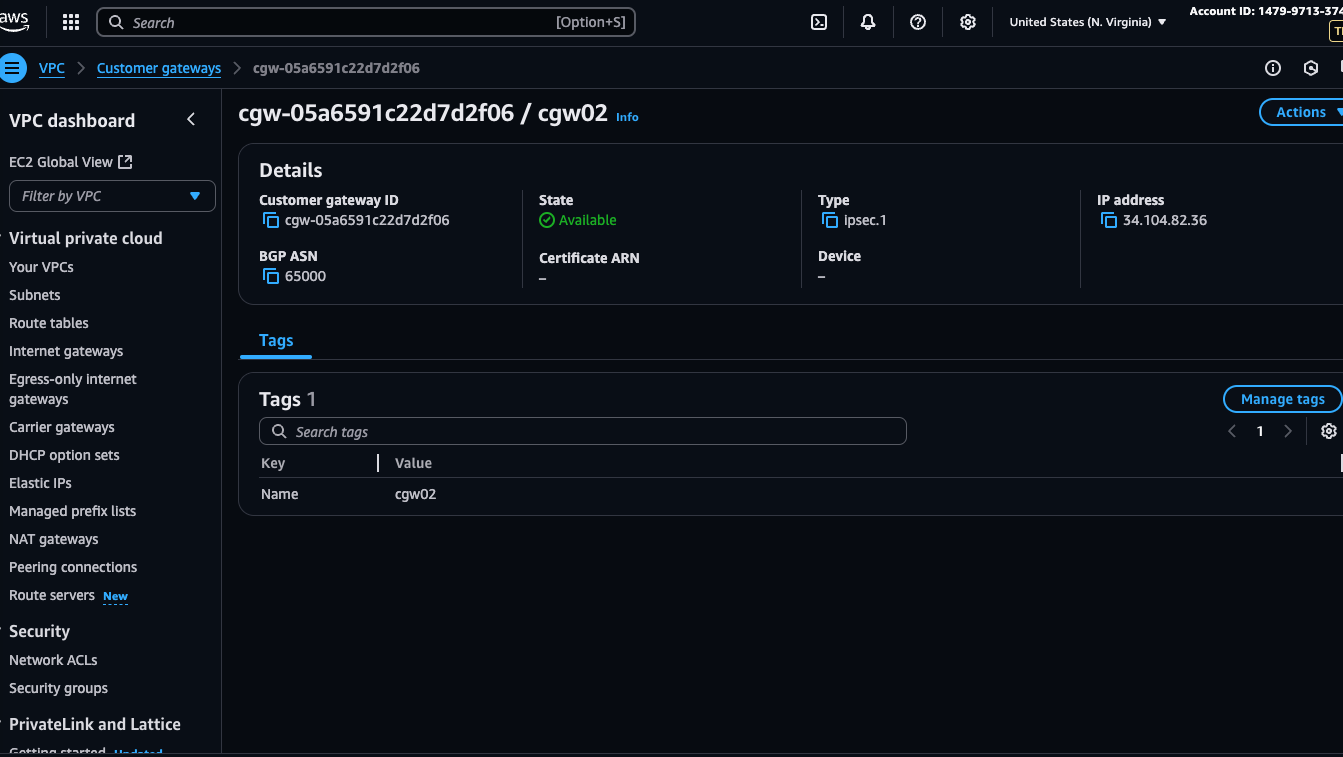 aws
Search [Option+S]
United States (N. Virginia)
Account ID: 1479-9713-374
VPC
Customer gateways
cgw-05a6591c22d7d2f06
VPC dashboard
EC2 Global View
Filter by VPC
Virtual private cloud
Your VPCs
Subnets
Route tables
Internet gateways
Egress-only internet
gateways
Carrier gateways
DHCP option sets
Elastic IPs
Managed prefix lists
NAT gateways
Peering connections
Route servers New
Security
Network ACLs
Security groups
PrivateLink and Lattice
Getting started Updated
cgw-05a6591c22d7d2f06 / cgw02 Info
Actions
Details
Customer gateway ID
cgw-05a6591c22d7d2f06
BGP ASN
65000
State
Available
Certificate ARN
–
Type
ipsec.1
Device
–
IP address
34.104.82.36
Tags
Tags 1
Manage tags
Search tags
1
Key Value
Name cgw02